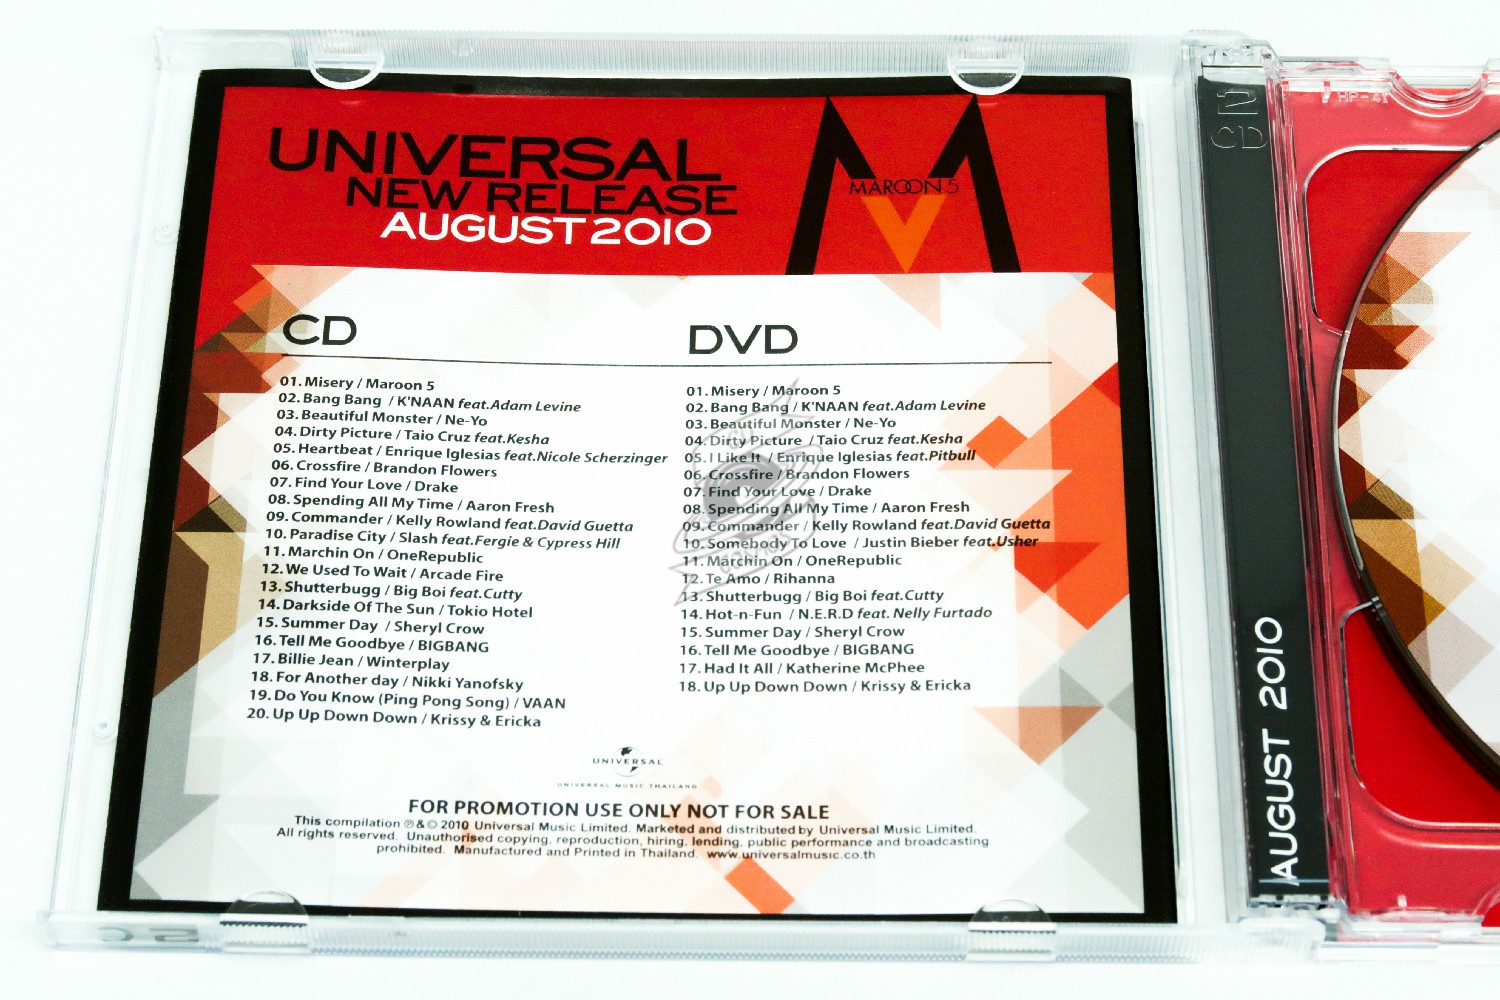 UNIVERSAL
NEW RELEASE
AUGUST 2010
MAROON 5
CD
01. Misery / Maroon 5
02. Bang Bang / K'NAAN feat.Adam Levine
03. Beautiful Monster / Ne-Yo
04. Dirty Picture / Taio Cruz feat.Kesha
05. Heartbeat / Enrique Iglesias feat.Nicole Scherzinger
06. Crossfire / Brandon Flowers
07. Find Your Love / Drake
08. Spending All My Time / Aaron Fresh
09. Commander / Kelly Rowland feat.David Guetta
10. Paradise City / Slash feat.Fergie & Cypress Hill
11. Marchin On / OneRepublic
12. We Used To Wait / Arcade Fire
13. Shutterbugg / Big Boi feat.Cutty
14. Darkside Of The Sun / Tokio Hotel
15. Summer Day / Sheryl Crow
16. Tell Me Goodbye / BIGBANG
17. Billie Jean / Winterplay
18. For Another day / Nikki Yanofsky
19. Do You Know (Ping Pong Song) / VAAN
20. Up Up Down Down / Krissy & Ericka
DVD
01. Misery / Maroon 5
02. Bang Bang / K'NAAN feat.Adam Levine
03. Beautiful Monster / Ne-Yo
04. Dirty Picture / Taio Cruz feat.Kesha
05. I Like It / Enrique Iglesias feat.Pitbull
06. Crossfire / Brandon Flowers
07. Find Your Love / Drake
08. Spending All My Time / Aaron Fresh
09. Commander / Kelly Rowland feat.David Guetta
10. Somebody To Love / Justin Bieber feat.Usher
11. Marchin On / OneRepublic
12. Te Amo / Rihanna
13. Shutterbugg / Big Boi feat.Cutty
14. Hot-n-Fun / N.E.R.D feat. Nelly Furtado
15. Summer Day / Sheryl Crow
16. Tell Me Goodbye / BIGBANG
17. Had It All / Katherine McPhee
18. Up Up Down Down / Krissy & Ericka
UNIVERSAL
UNIVERSAL MUSIC THAILAND
FOR PROMOTION USE ONLY NOT FOR SALE
This compilation ℗&© 2010 Universal Music Limited. Marketed and distributed by Universal Music Limited.
All rights reserved. Unauthorised copying, reproduction, hiring, lending, public performance and broadcasting
prohibited. Manufactured and Printed in Thailand. www.universalmusic.co.th
2
CD
AUGUST 2010
HP-4Y